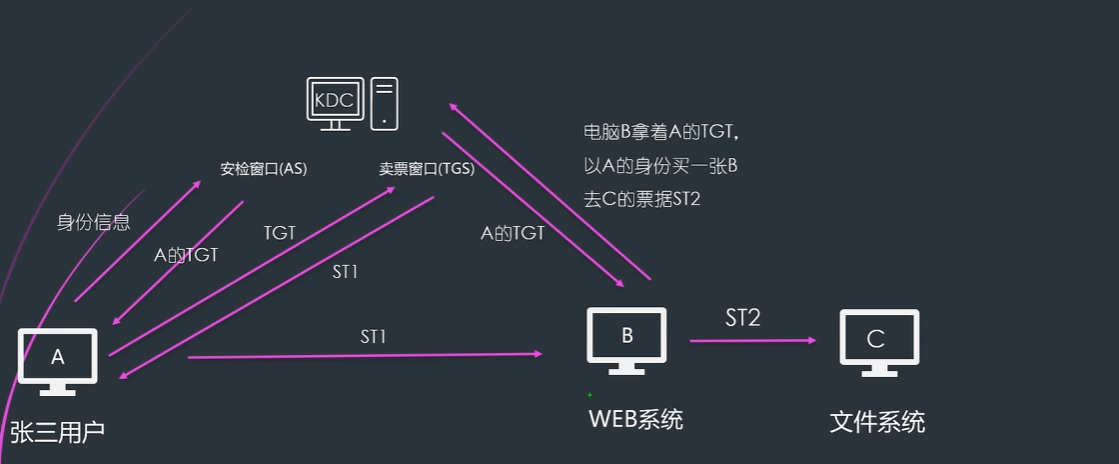 KDC
安检窗口(AS)
卖票窗口(TGS)
电脑B拿着A的TGT，
以A的身份买一张B
去C的票据ST2
身份信息
A的TGT
TGT
ST1
A的TGT
ST1
ST2
A
B
C
张三用户
WEB系统
文件系统